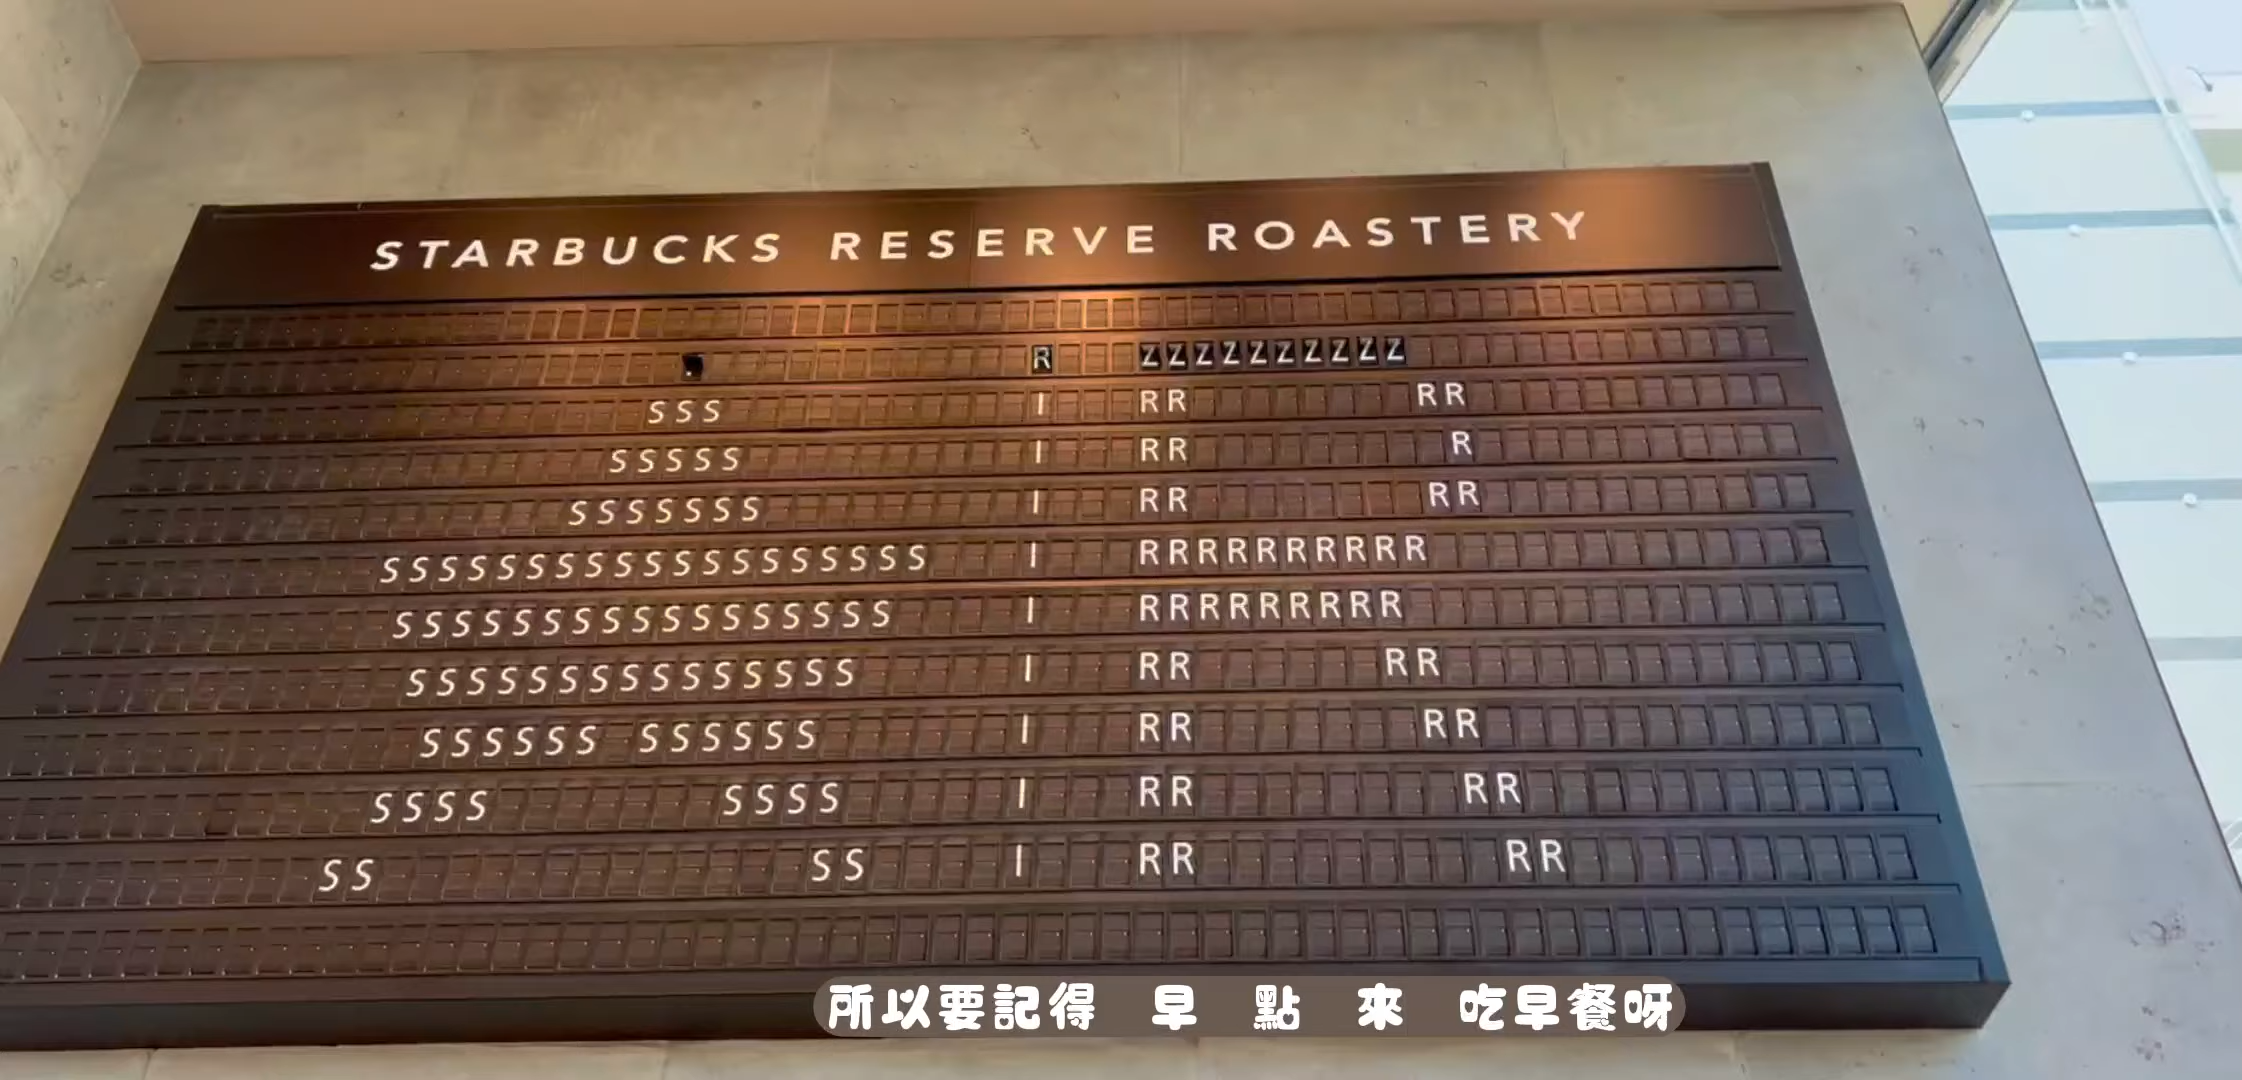 STARBUCKS RESERVE ROASTERY
. R ZZZZZZZZZZ
SSS I RR RR
SSSSS I RR R
SSSSSSS I RR RR
SSSSSSSSSSSSSSSSSSS I RRRRRRRRRR
SSSSSSSSSSSSSSSSS I RRRRRRRRR
SSSSSSSSSSSSSSS I RR RR
SSSSSS SSSSSS I RR RR
SSSS SSSS I RR RR
SS SS I RR RR
所以要記得 早 點 來 吃早餐呀